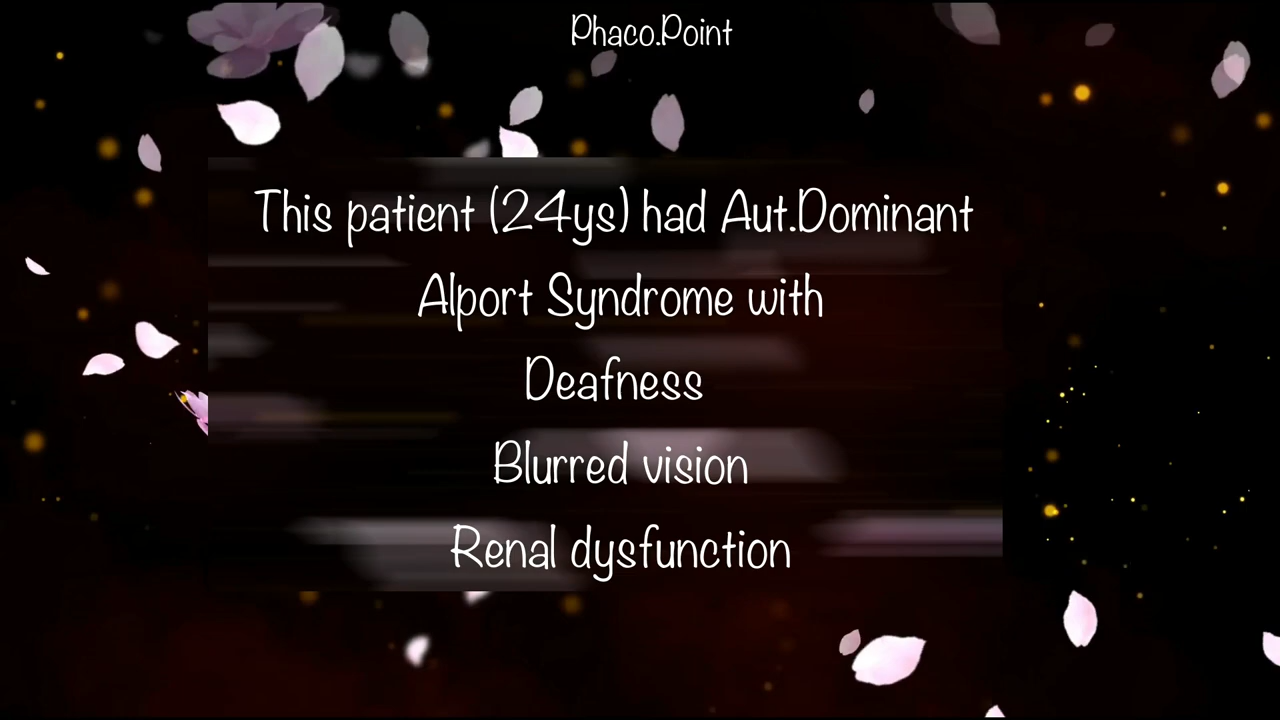 Phaco.Point
This patient (24ys) had Aut.Dominant
Alport Syndrome with
Deafness
Blurred vision
Renal dysfunction